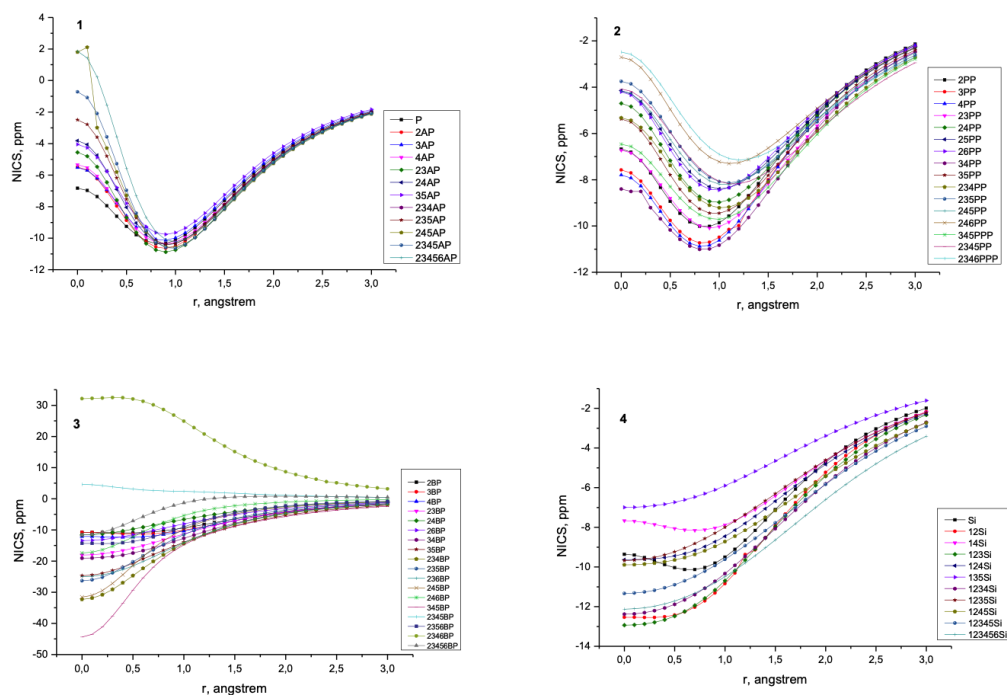 1
4
2
0
-2
-4
-6
-8
-10
-12
NICS, ppm
0,0 0,5 1,0 1,5 2,0 2,5 3,0
r, angstrem
P
2AP
3AP
4AP
23AP
24AP
35AP
234AP
235AP
245AP
2345AP
23456AP
2
-2
-4
-6
-8
-10
-12
NICS, ppm
0,0 0,5 1,0 1,5 2,0 2,5 3,0
r, angstrem
2PP
3PP
4PP
23PP
24PP
25PP
26PP
34PP
35PP
234PP
235PP
245PP
246PP
345PPP
2345PP
2346PPP
3
30
20
10
0
-10
-20
-30
-40
-50
NICS, ppm
0,0 0,5 1,0 1,5 2,0 2,5 3,0
r, angstrem
2BP
3BP
4BP
23BP
24BP
26BP
34BP
35BP
234BP
235BP
236BP
245BP
246BP
345BP
2345BP
2356BP
2346BP
23456BP
4
-2
-4
-6
-8
-10
-12
-14
NICS, ppm
0,0 0,5 1,0 1,5 2,0 2,5 3,0
r, angstrem
Si
12Si
14Si
123Si
124Si
135Si
1234Si
1235Si
1245Si
12345Si
123456Si